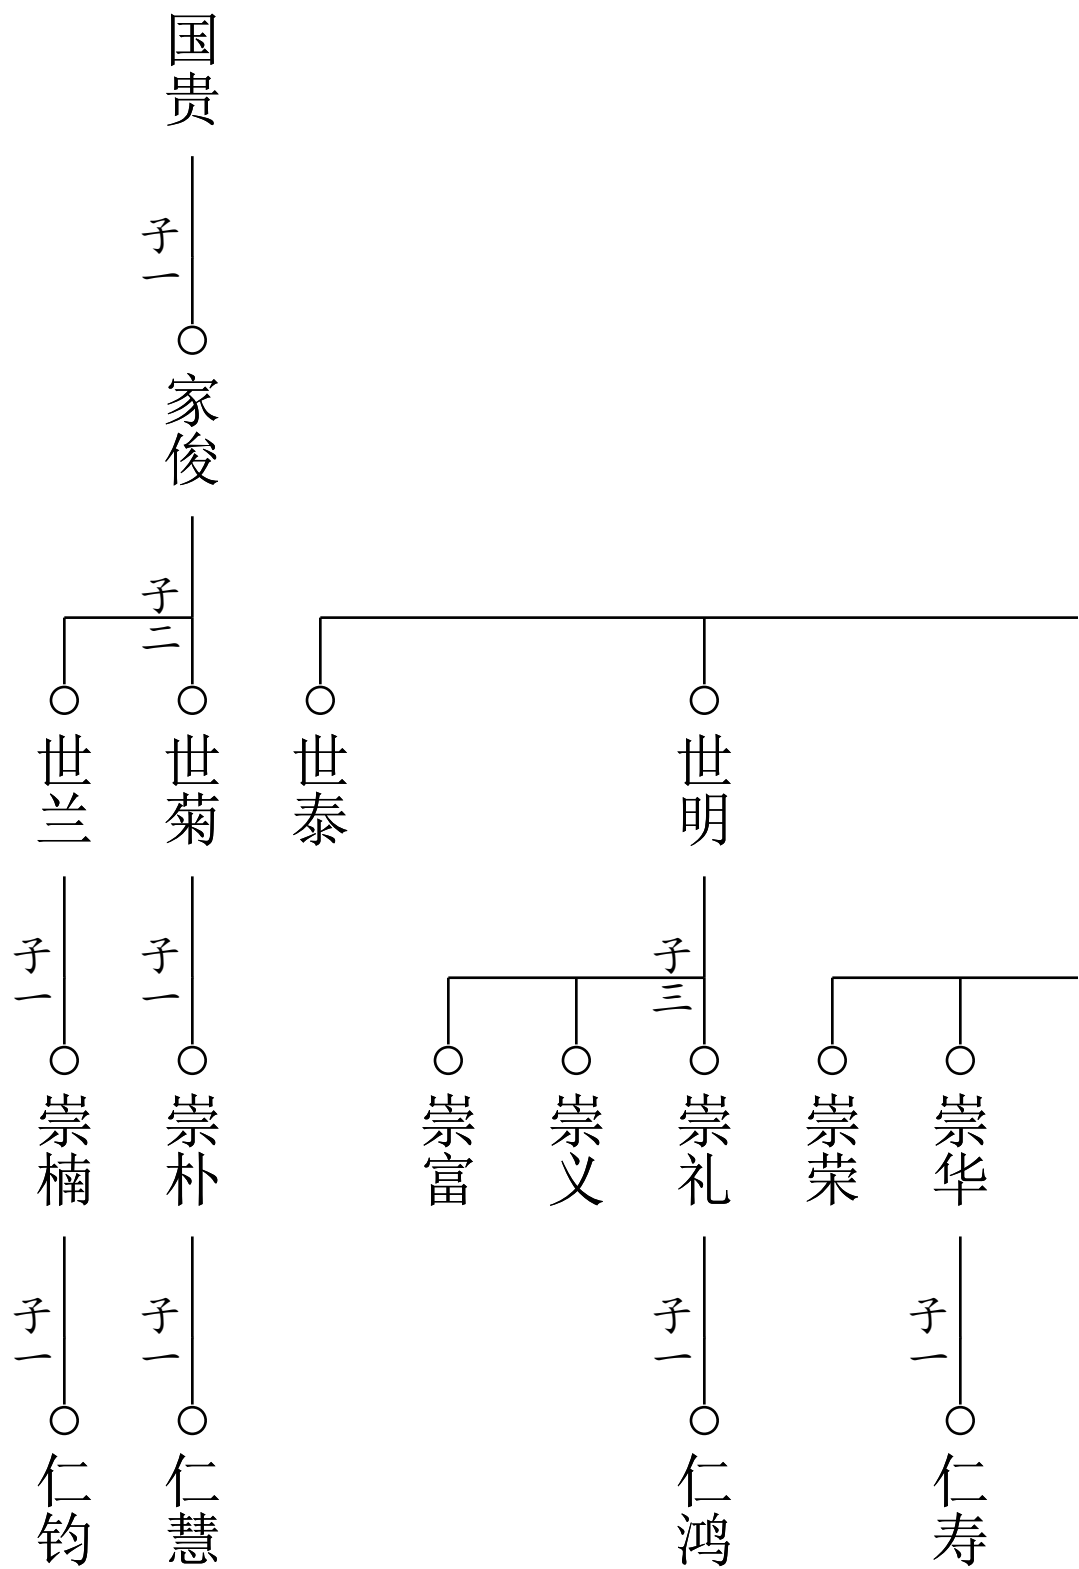 国贵
子一
家俊
子二
世兰
世菊
世泰
世明
子一
子一
子三
崇楠
崇朴
崇富
崇义
崇礼
崇荣
崇华
子一
子一
子一
子一
仁钧
仁慧
仁鸿
仁寿